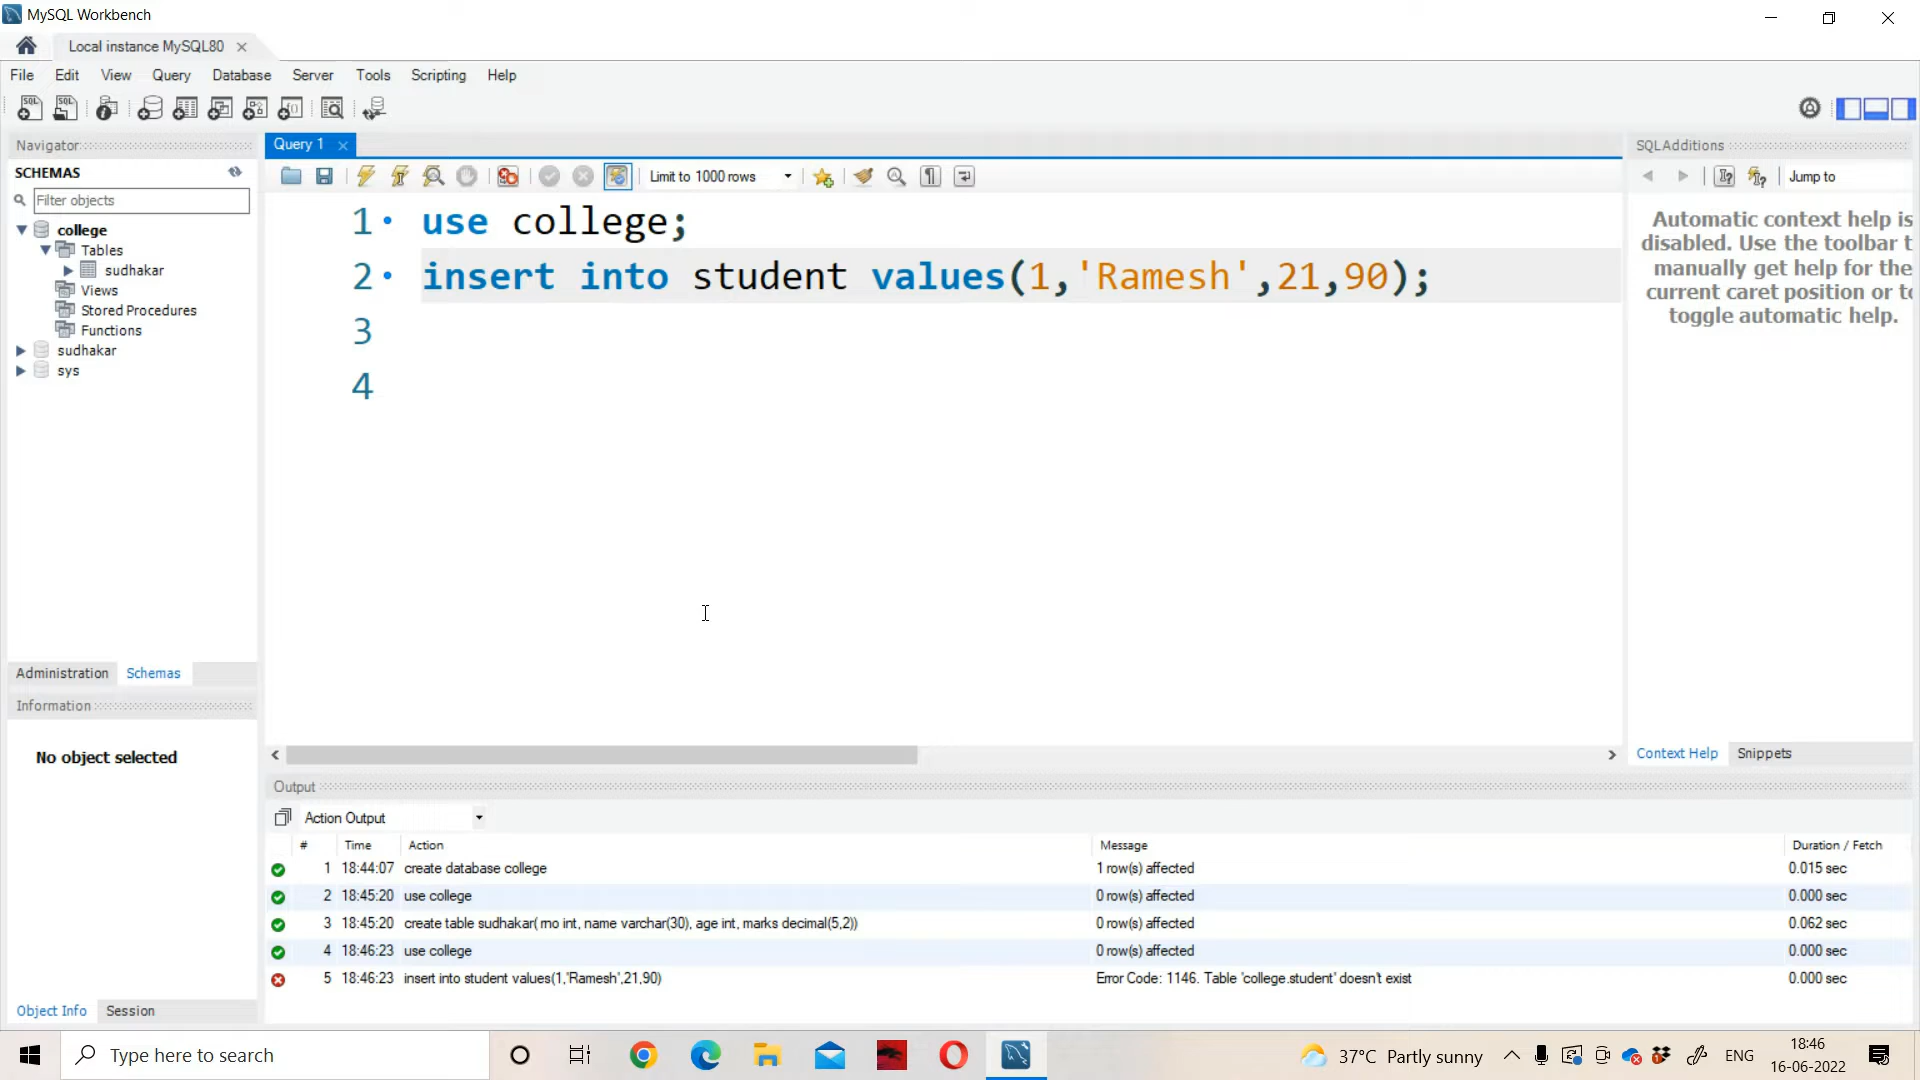 MySQL Workbench
Local instance MySQL80
File Edit View Query Database Server Tools Scripting Help
Navigator
SCHEMAS
Filter objects
college
Tables
sudhakar
Views
Stored Procedures
Functions
sudhakar
sys
Administration Schemas
Information
No object selected
Object Info Session
Query 1
Limit to 1000 rows
1 use college;
2 insert into student values(1,'Ramesh',21,90);
3
4
SQLAdditions
Jump to
Automatic context help is
disabled. Use the toolbar t
manually get help for the
current caret position or to
toggle automatic help.
Context Help Snippets
Output
Action Output
# Time Action Message Duration / Fetch
1 18:44:07 create database college 1 row(s) affected 0.015 sec
2 18:45:20 use college 0 row(s) affected 0.000 sec
3 18:45:20 create table sudhakar( rno int, name varchar(30), age int, marks decimal(5,2)) 0 row(s) affected 0.062 sec
4 18:46:23 use college 0 row(s) affected 0.000 sec
5 18:46:23 insert into student values(1,'Ramesh',21,90) Error Code: 1146. Table 'college.student' doesn't exist 0.000 sec
Type here to search
37°C Partly sunny
ENG
18:46
16-06-2022